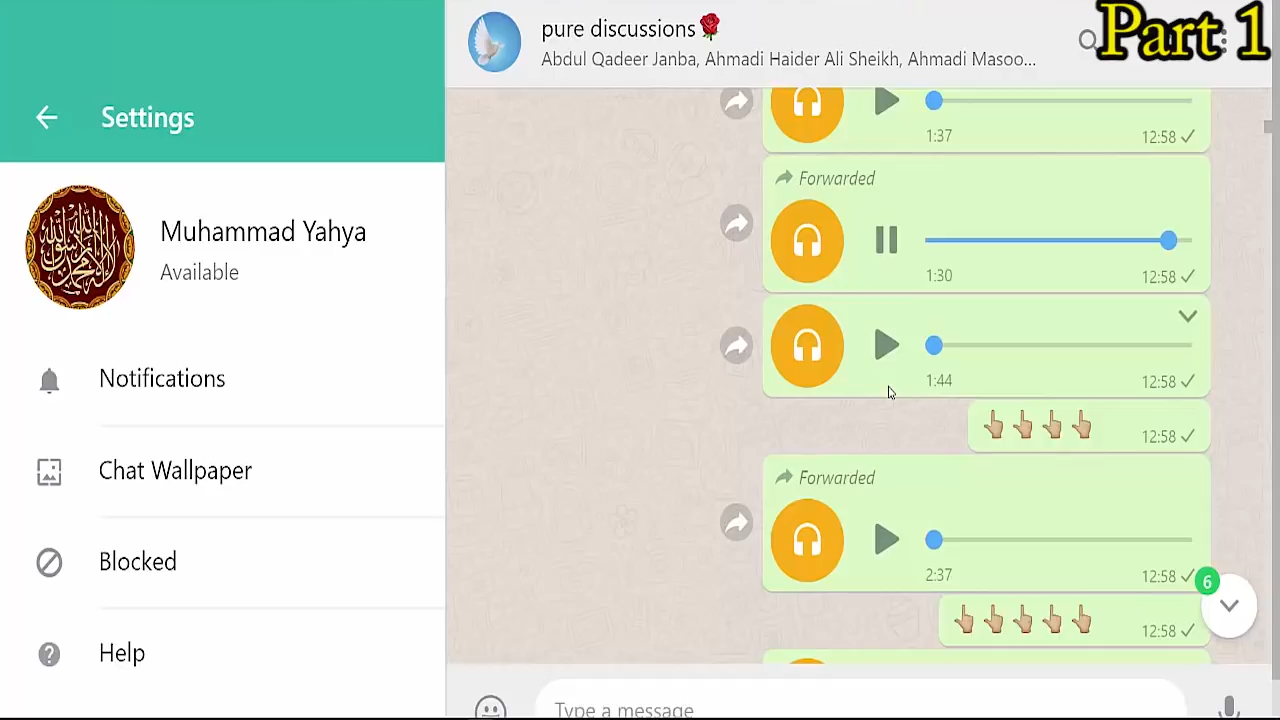 Part 1
pure discussions
Abdul Qadeer Janba, Ahmadi Haider Ali Sheikh, Ahmadi Masoo...
Settings
Muhammad Yahya
Available
Notifications
Chat Wallpaper
Blocked
Help
1:37 12:58
Forwarded
1:30 12:58
1:44 12:58
12:58
Forwarded
2:37 12:58
6
12:58
Type a message